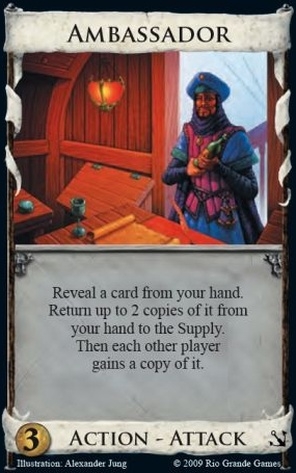 AMBASSADOR
Reveal a card from your hand.
Return up to 2 copies of it from
your hand to the Supply.
Then each other player
gains a copy of it.
3
ACTION - ATTACK
Illustration: Alexander Jung
© 2009 Rio Grande Games